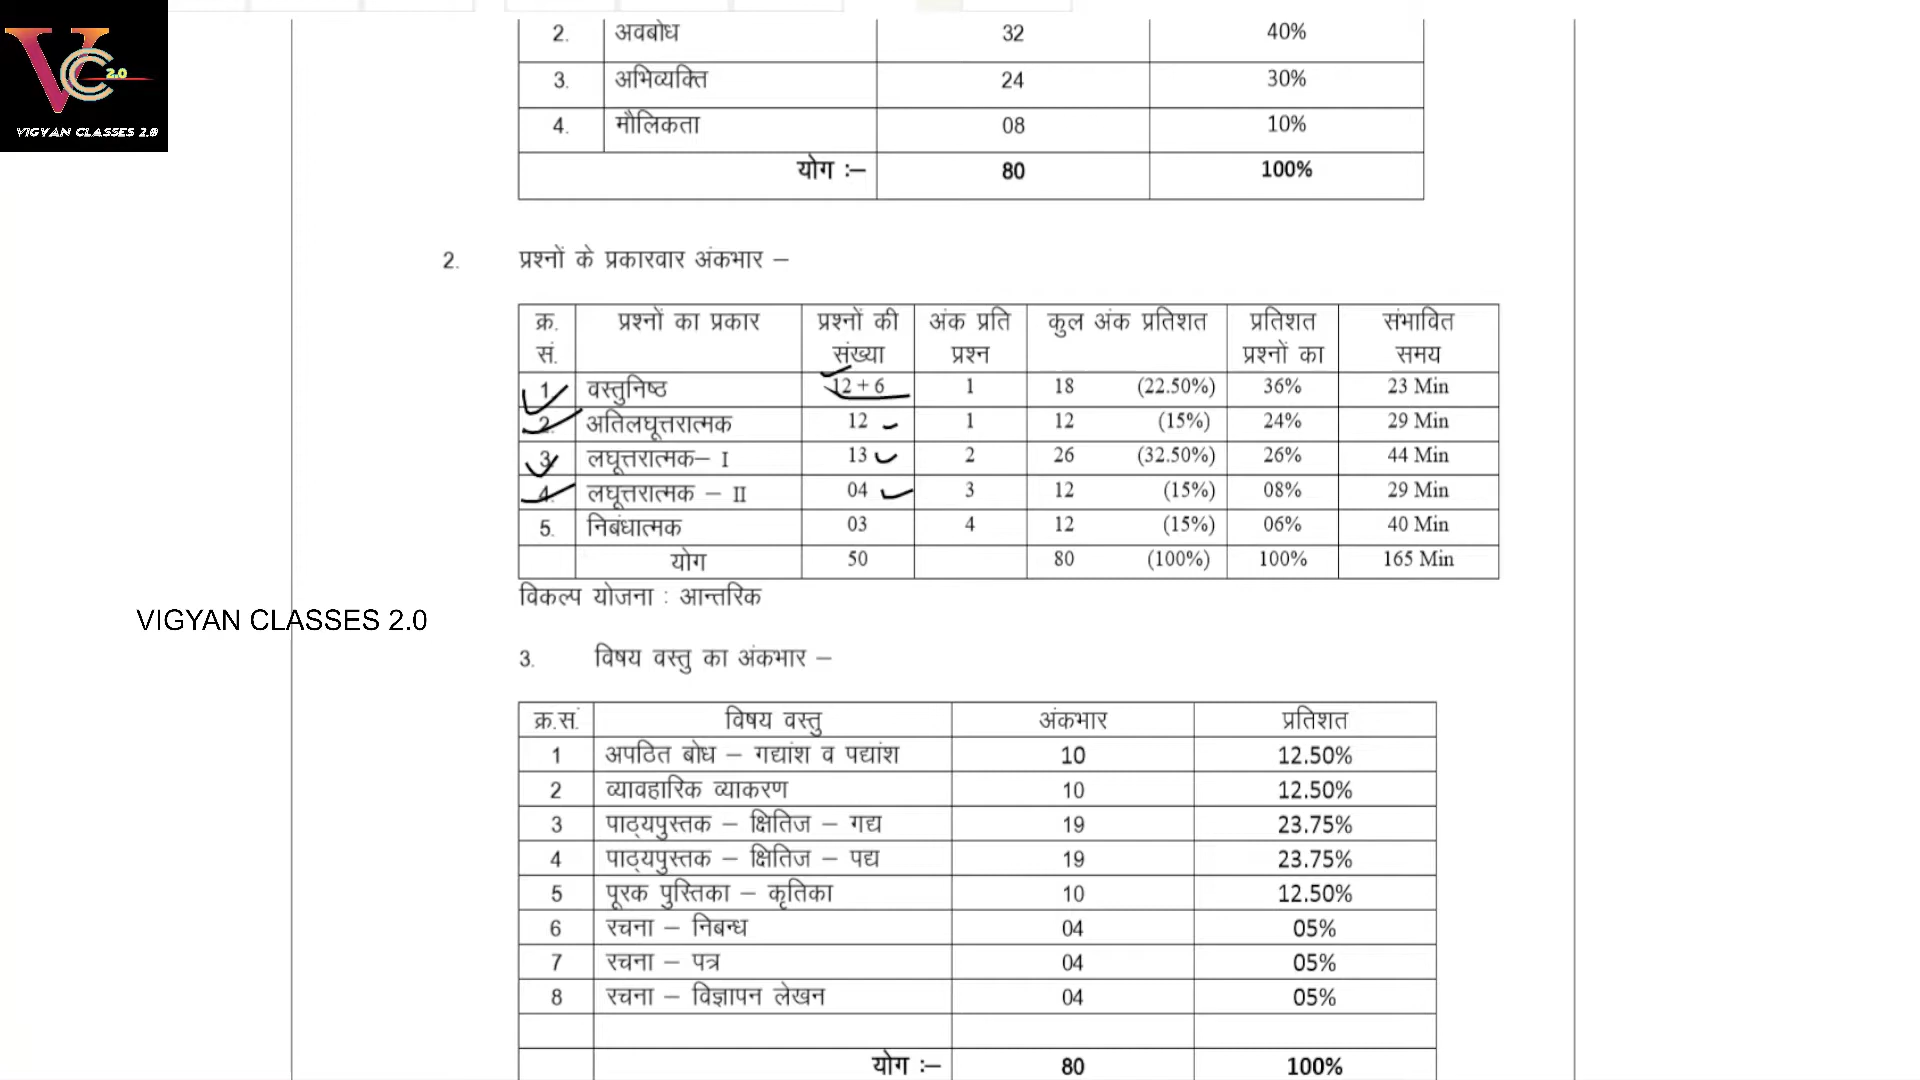 VC 2.0
VIGYAN CLASSES 2.0
2. अवबोध 32 40%
3. अभिव्यक्ति 24 30%
4. मौलिकता 08 10%
योग :– 80 100%
2. प्रश्नों के प्रकारवार अंकभार –
क्र. सं. प्रश्नों का प्रकार प्रश्नों की संख्या अंक प्रति प्रश्न कुल अंक प्रतिशत प्रतिशत प्रश्नों का संभावित समय
1 वस्तुनिष्ठ 12 + 6 1 18 (22.50%) 36% 23 Min
2. अतिलघूत्तरात्मक 12 1 12 (15%) 24% 29 Min
3. लघूत्तरात्मक– I 13 2 26 (32.50%) 26% 44 Min
4. लघूत्तरात्मक – II 04 3 12 (15%) 08% 29 Min
5. निबंधात्मक 03 4 12 (15%) 06% 40 Min
योग 50 80 (100%) 100% 165 Min
विकल्प योजना : आन्तरिक
VIGYAN CLASSES 2.0
3. विषय वस्तु का अंकभार –
क्र.सं. विषय वस्तु अंकभार प्रतिशत
1 अपठित बोध – गद्यांश व पद्यांश 10 12.50%
2 व्यावहारिक व्याकरण 10 12.50%
3 पाठ्यपुस्तक – क्षितिज – गद्य 19 23.75%
4 पाठ्यपुस्तक – क्षितिज – पद्य 19 23.75%
5 पूरक पुस्तिका – कृतिका 10 12.50%
6 रचना – निबन्ध 04 05%
7 रचना – पत्र 04 05%
8 रचना – विज्ञापन लेखन 04 05%
योग :– 80 100%